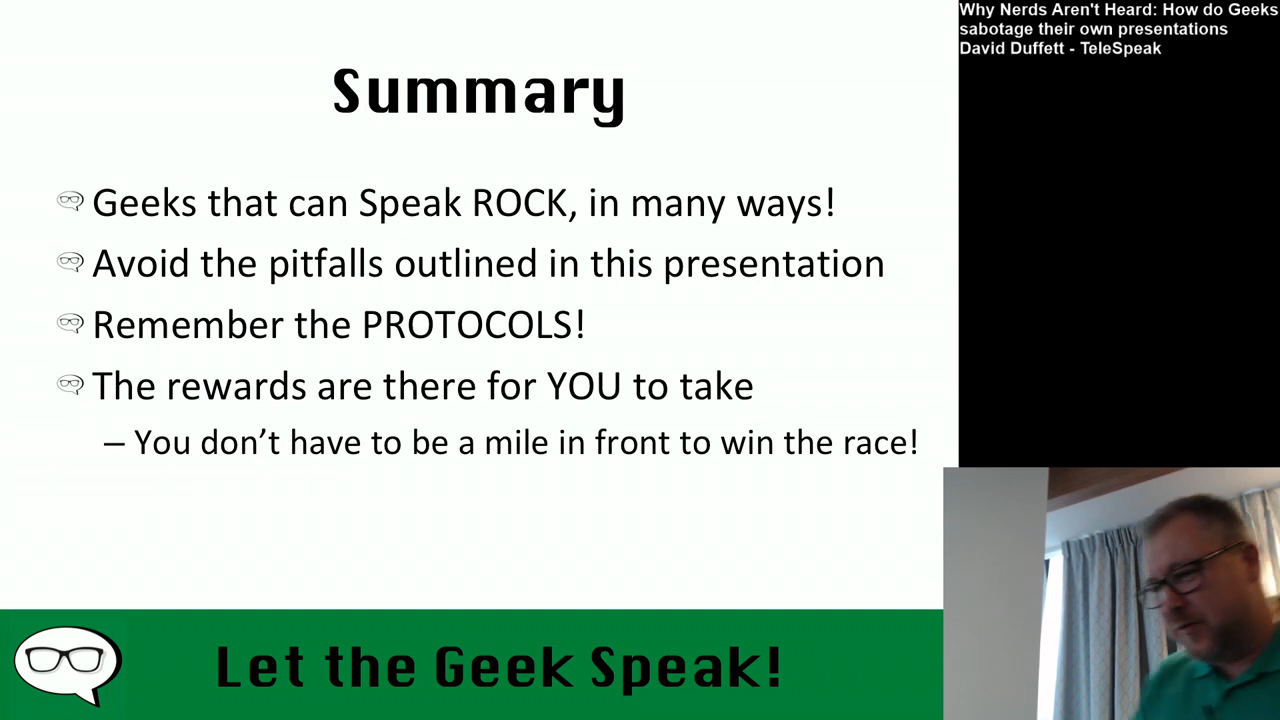 Why Nerds Aren't Heard: How do Geeks
sabotage their own presentations
David Duffett - TeleSpeak
Summary
Geeks that can Speak ROCK, in many ways!
Avoid the pitfalls outlined in this presentation
Remember the PROTOCOLS!
The rewards are there for YOU to take
– You don’t have to be a mile in front to win the race!
Let the Geek Speak!